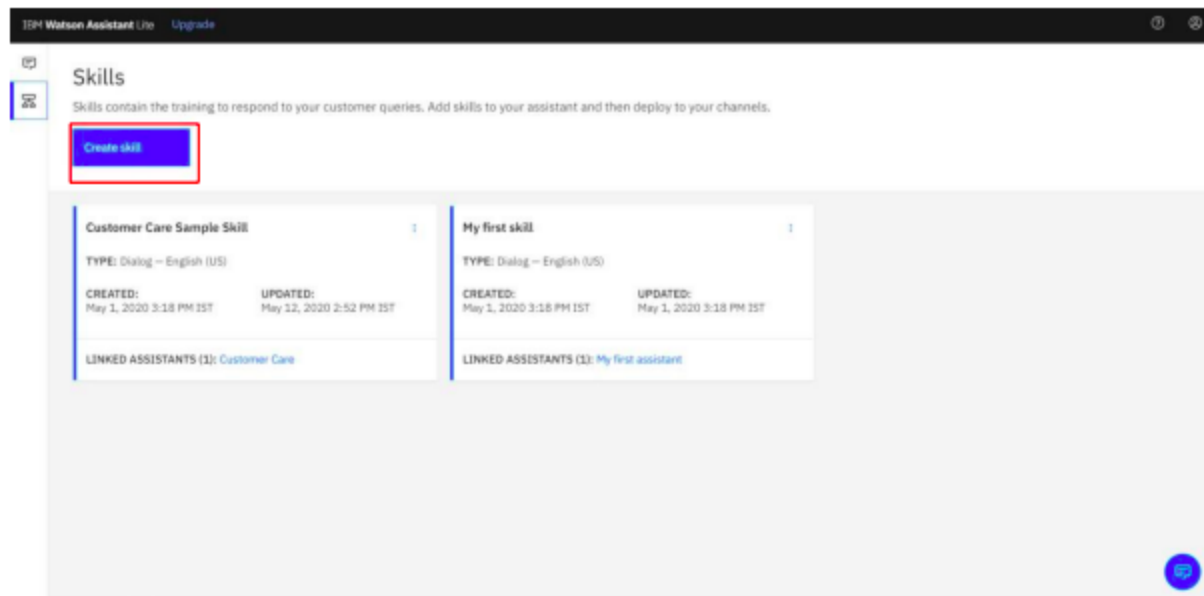 IBM Watson Assistant Lite Upgrade
Skills
Skills contain the training to respond to your customer queries. Add skills to your assistant and then deploy to your channels.
Create skill
Customer Care Sample Skill
TYPE: Dialog — English (US)
CREATED: UPDATED:
May 1, 2020 3:18 PM IST May 12, 2020 2:52 PM IST
LINKED ASSISTANTS (1): Customer Care
My first skill
TYPE: Dialog — English (US)
CREATED: UPDATED:
May 1, 2020 3:18 PM IST May 1, 2020 3:18 PM IST
LINKED ASSISTANTS (1): My first assistant